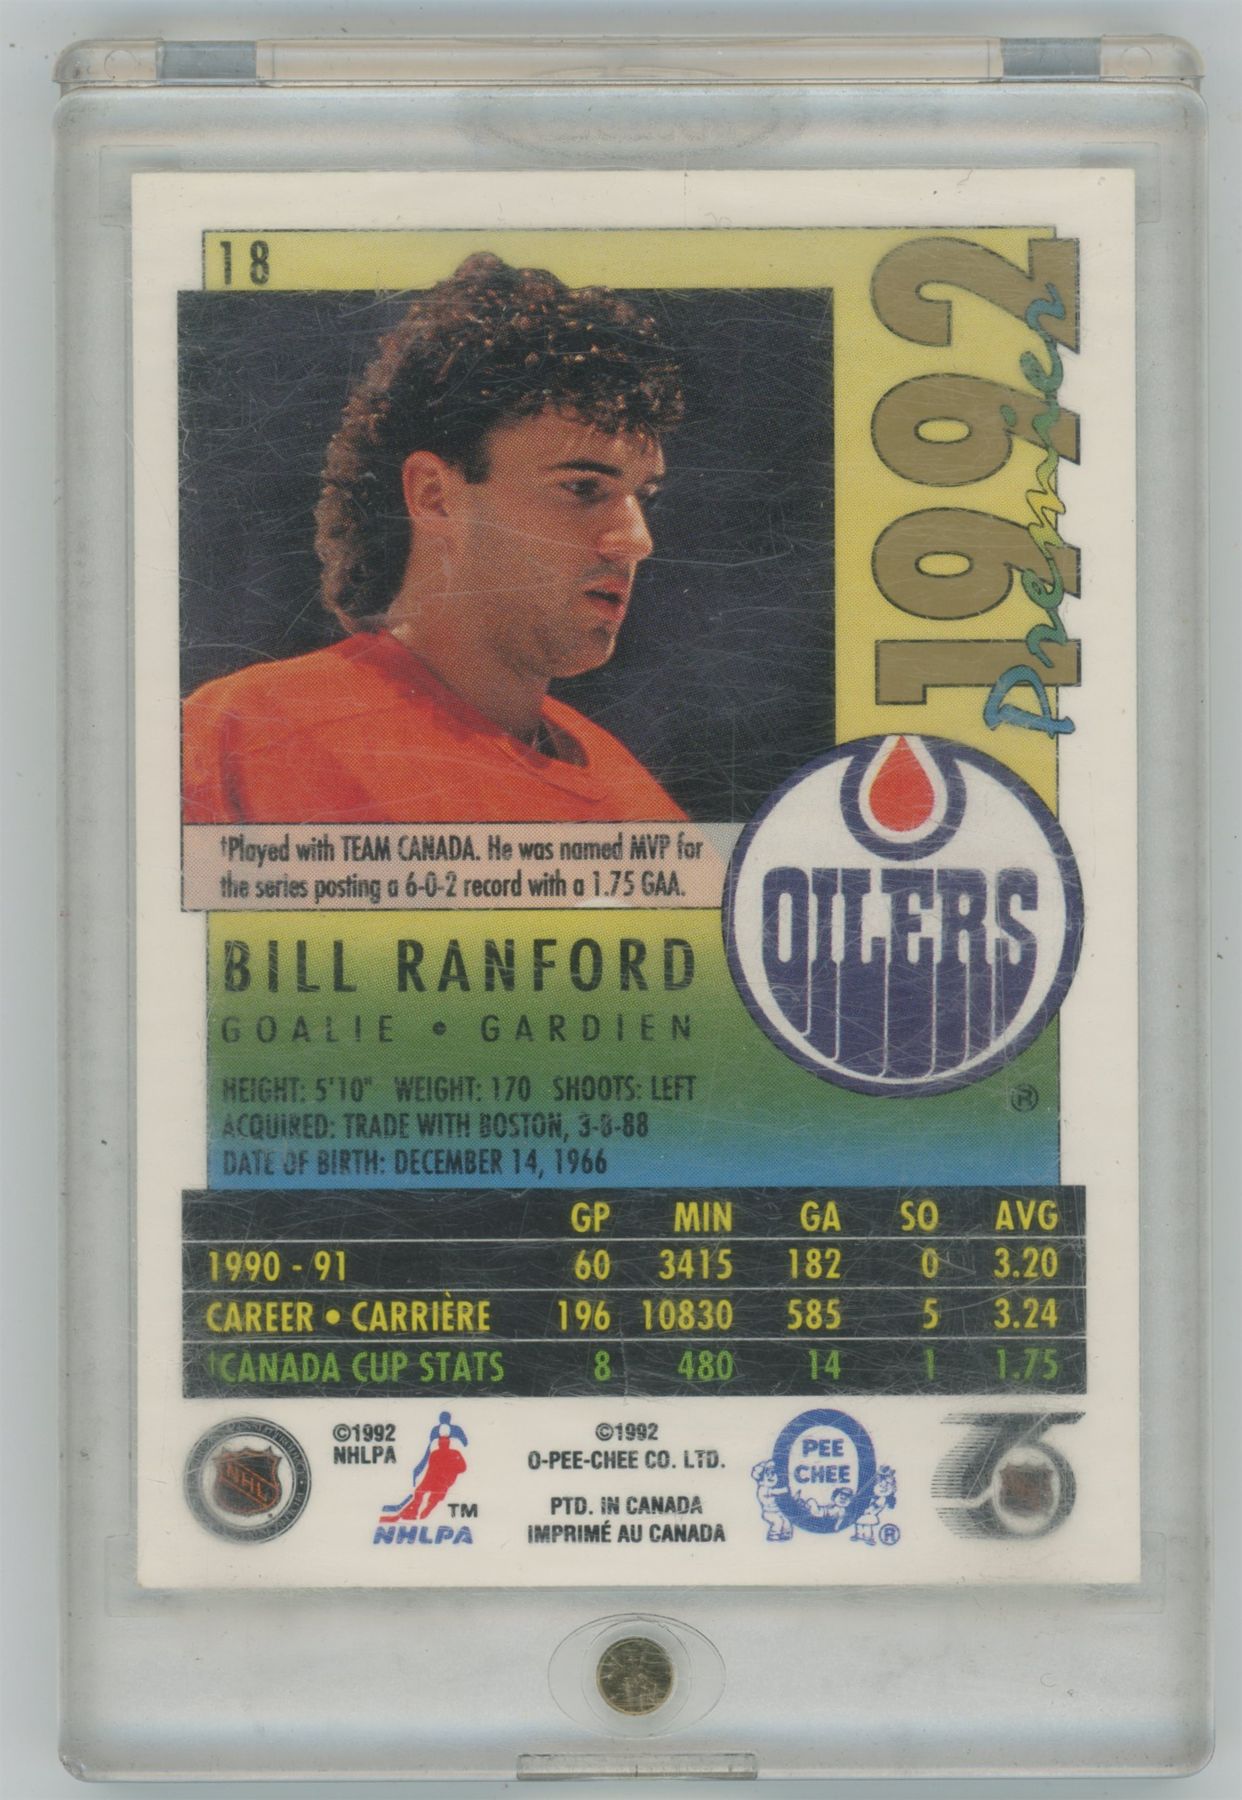 18
1992
Premier
†Played with TEAM CANADA. He was named MVP for
the series posting a 6-0-2 record with a 1.75 GAA.
OILERS
BILL RANFORD
GOALIE • GARDIEN
®
HEIGHT: 5'10" WEIGHT: 170 SHOOTS: LEFT
ACQUIRED: TRADE WITH BOSTON, 3-8-88
DATE OF BIRTH: DECEMBER 14, 1966
GP MIN GA SO AVG
1990 - 91 60 3415 182 0 3.20
CAREER • CARRIÈRE 196 10830 585 5 3.24
†CANADA CUP STATS 8 480 14 1 1.75
NHL
©1992
NHLPA
TM
NHLPA
©1992
O-PEE-CHEE CO. LTD.
PTD. IN CANADA
IMPRIMÉ AU CANADA
PEE
CHEE
®
75